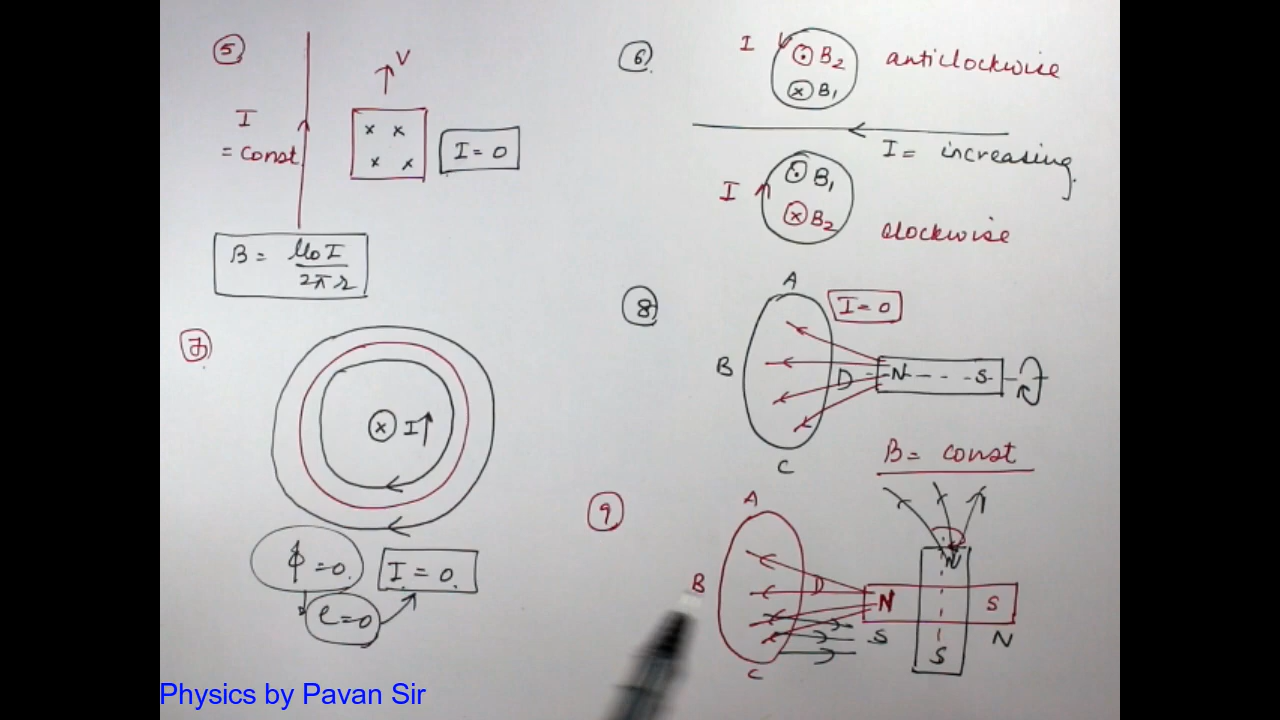 5
V
I
= const
x x
x x
I = 0
B = μ0 I
2πr
6
I
B2
x B1
anticlockwise
I = increasing
B1
I
x B2
clockwise
7
x I↑
ϕ = 0.
I = 0.
e = 0
8
A
I = 0
B
D
N
S
C
B = const
9
A
N
B
D
N
S
S
N
S
C
Physics by Pavan Sir